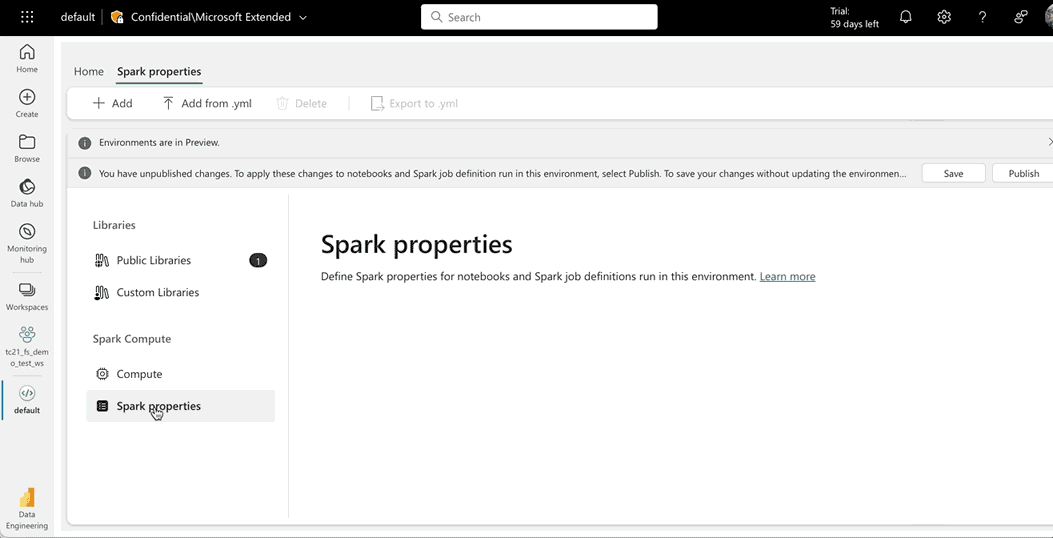 default
Confidential\Microsoft Extended
Search
Trial:
59 days left
Home
Create
Browse
Data hub
Monitoring
hub
Workspaces
tc21_fs_dem
o_test_ws
default
Data
Engineering
Home
Spark properties
Add
Add from .yml
Delete
Export to .yml
Environments are in Preview.
You have unpublished changes. To apply these changes to notebooks and Spark job definition run in this environment, select Publish. To save your changes without updating the environmen...
Save
Publish
Libraries
Public Libraries
1
Custom Libraries
Spark Compute
Compute
Spark properties
Spark properties
Define Spark properties for notebooks and Spark job definitions run in this environment. Learn more